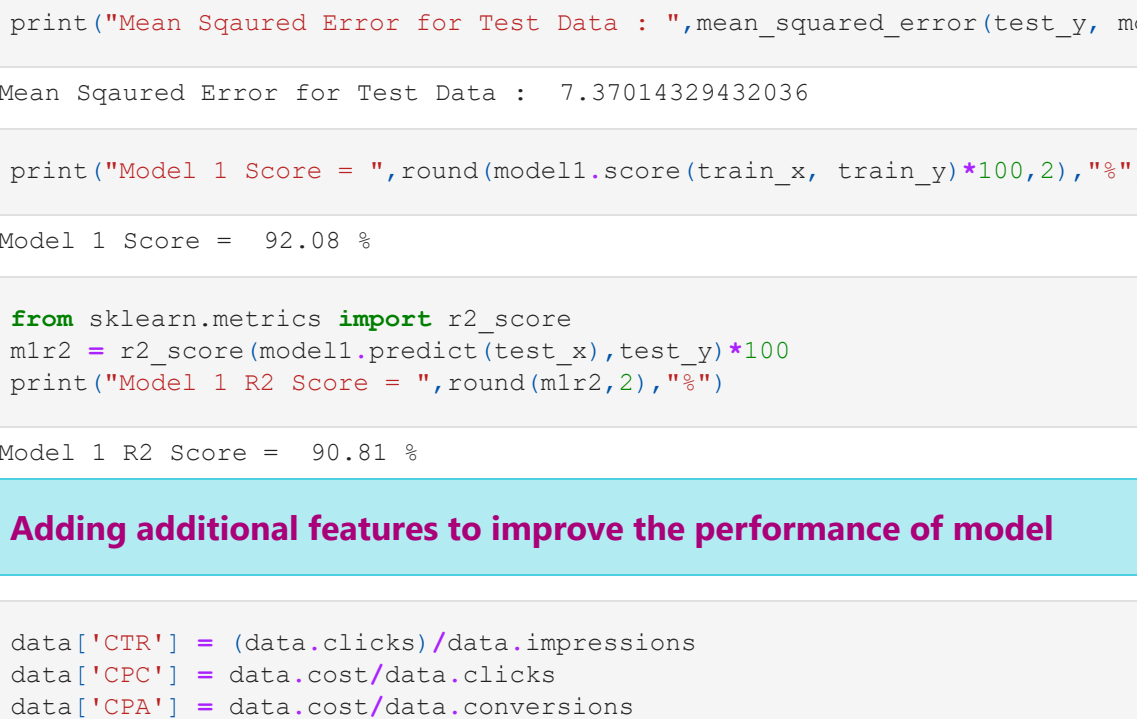 print("Mean Sqaured Error for Test Data : ",mean_squared_error(test_y,
Mean Sqaured Error for Test Data :  7.37014329432036
print("Model 1 Score = ",round(model1.score(train_x, train_y)*100,2),"%"
Model 1 Score =  92.08 %
from sklearn.metrics import r2_score
m1r2 = r2_score(model1.predict(test_x),test_y)*100
print("Model 1 R2 Score = ",round(m1r2,2),"%")
Model 1 R2 Score =  90.81 %
Adding additional features to improve the performance of model
data['CTR'] = (data.clicks)/data.impressions
data['CPC'] = data.cost/data.clicks
data['CPA'] = data.cost/data.conversions